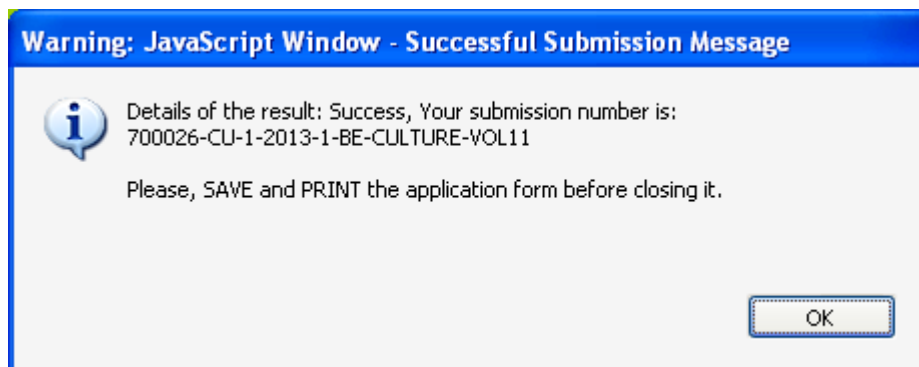 Warning: JavaScript Window - Successful Submission Message
Details of the result: Success, Your submission number is:
700026-CU-1-2013-1-BE-CULTURE-VOL11
Please, SAVE and PRINT the application form before closing it.
OK